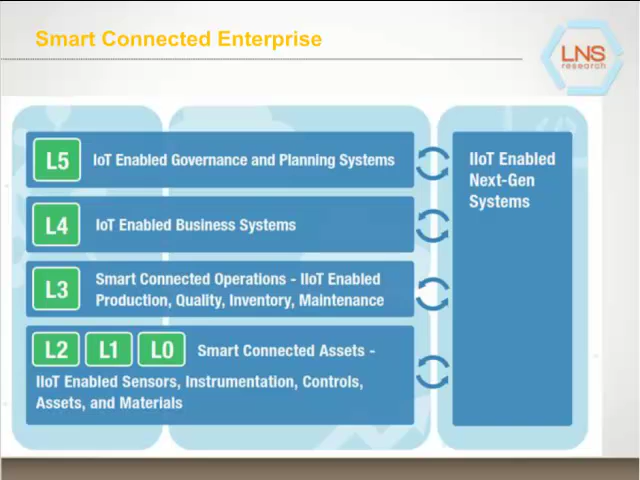 Smart Connected Enterprise
LNS
research
L5 IoT Enabled Governance and Planning Systems
L4 IoT Enabled Business Systems
L3 Smart Connected Operations - IIoT Enabled
Production, Quality, Inventory, Maintenance
L2 L1 L0 Smart Connected Assets -
IIoT Enabled Sensors, Instrumentation, Controls,
Assets, and Materials
IIoT Enabled
Next-Gen
Systems